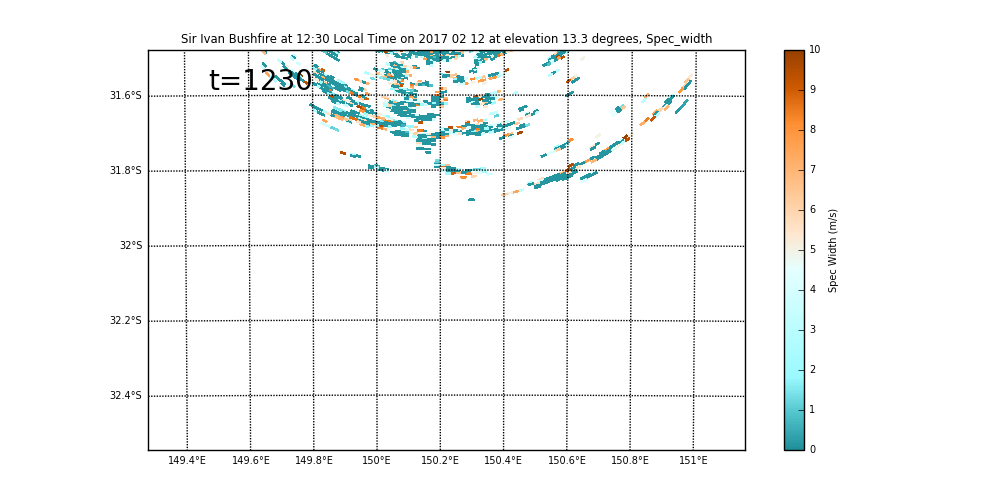 Sir Ivan Bushfire at 12:30 Local Time on 2017 02 12 at elevation 13.3 degrees, Spec_width
t=1230
31.6°S
31.8°S
32°S
32.2°S
32.4°S
149.4°E 149.6°E 149.8°E 150°E 150.2°E 150.4°E 150.6°E 150.8°E 151°E
10
9
8
7
6
5
4
3
2
1
0
Spec Width (m/s)